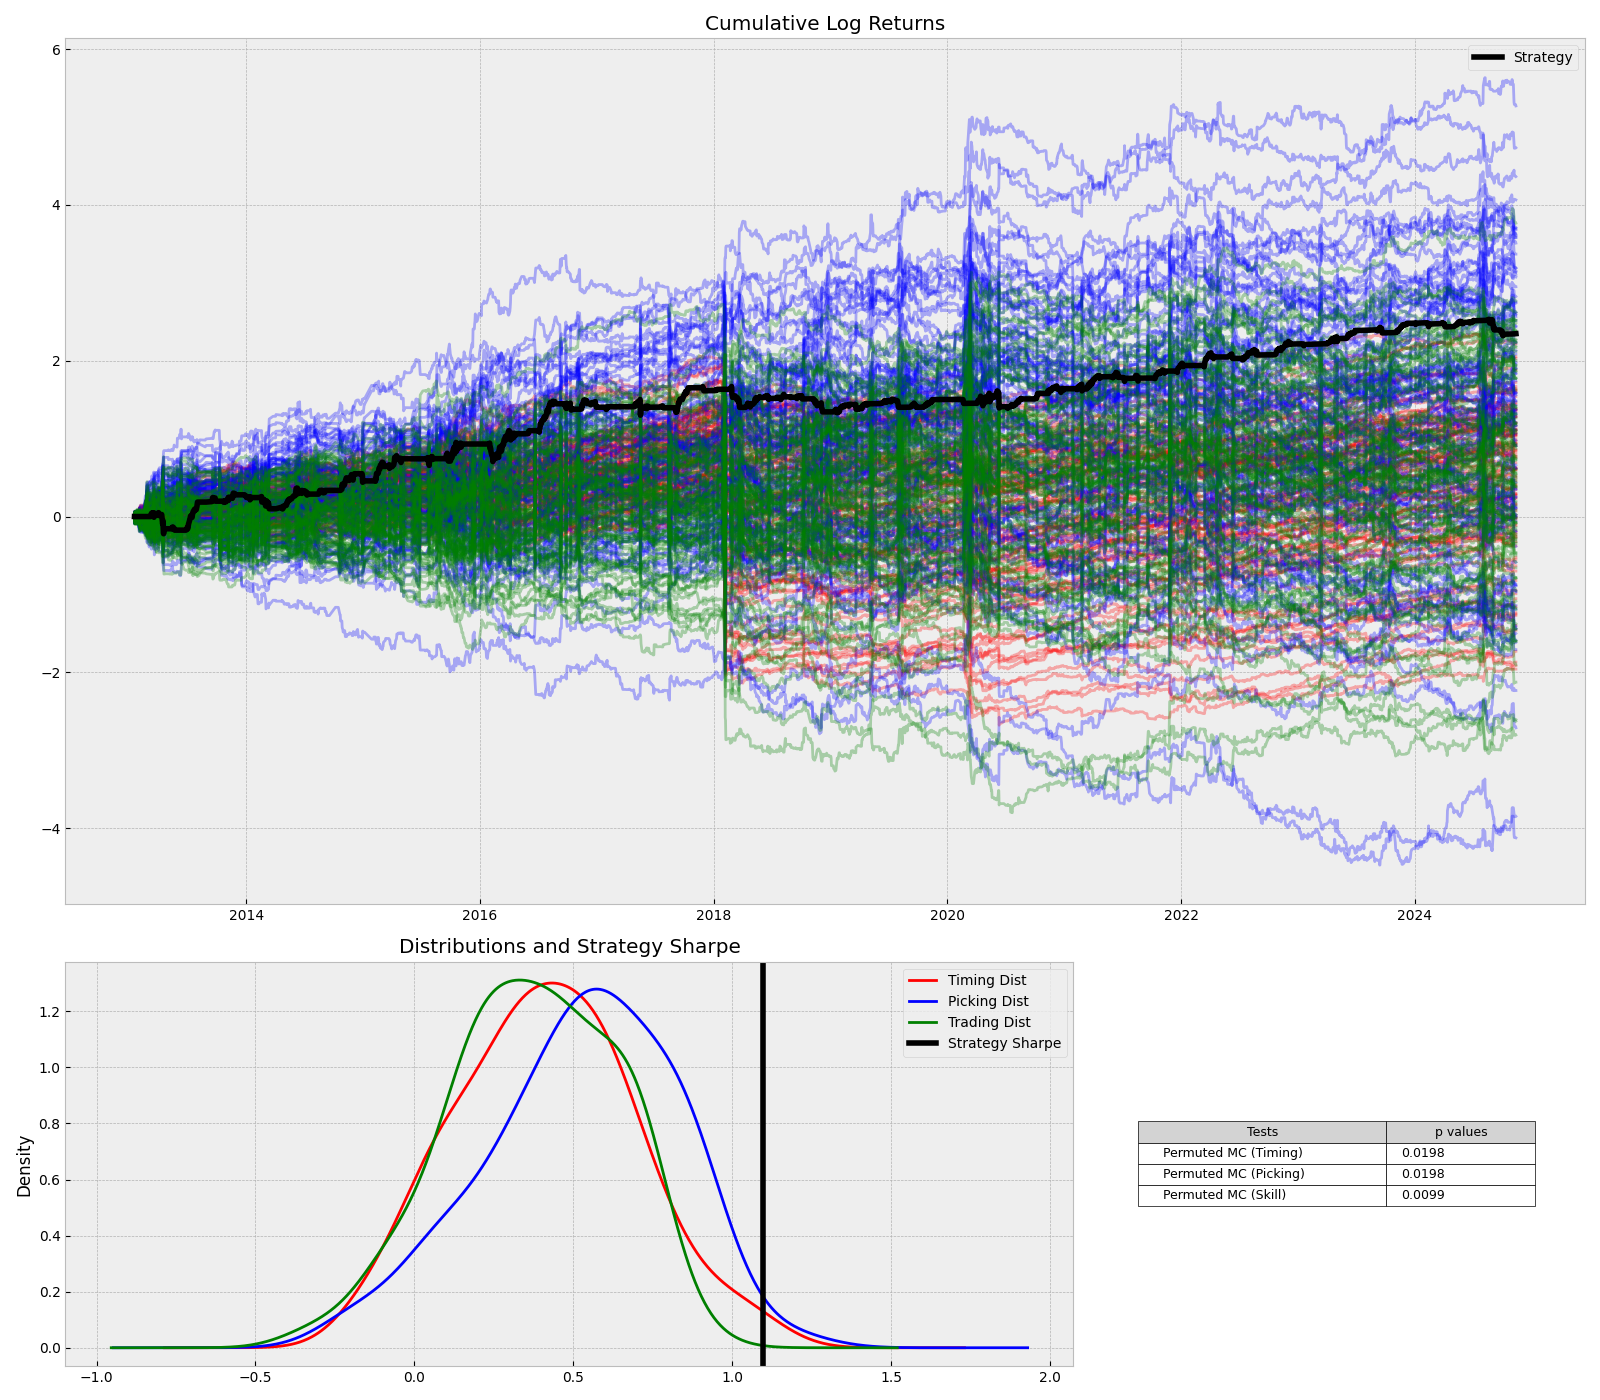 Cumulative Log Returns
6
4
2
0
−2
−4
Strategy
2014 2016 2018 2020 2022 2024
Distributions and Strategy Sharpe
Density
1.2
1.0
0.8
0.6
0.4
0.2
0.0
Timing Dist
Picking Dist
Trading Dist
Strategy Sharpe
−1.0 −0.5 0.0 0.5 1.0 1.5 2.0
Tests p values
Permuted MC (Timing) 0.0198
Permuted MC (Picking) 0.0198
Permuted MC (Skill) 0.0099